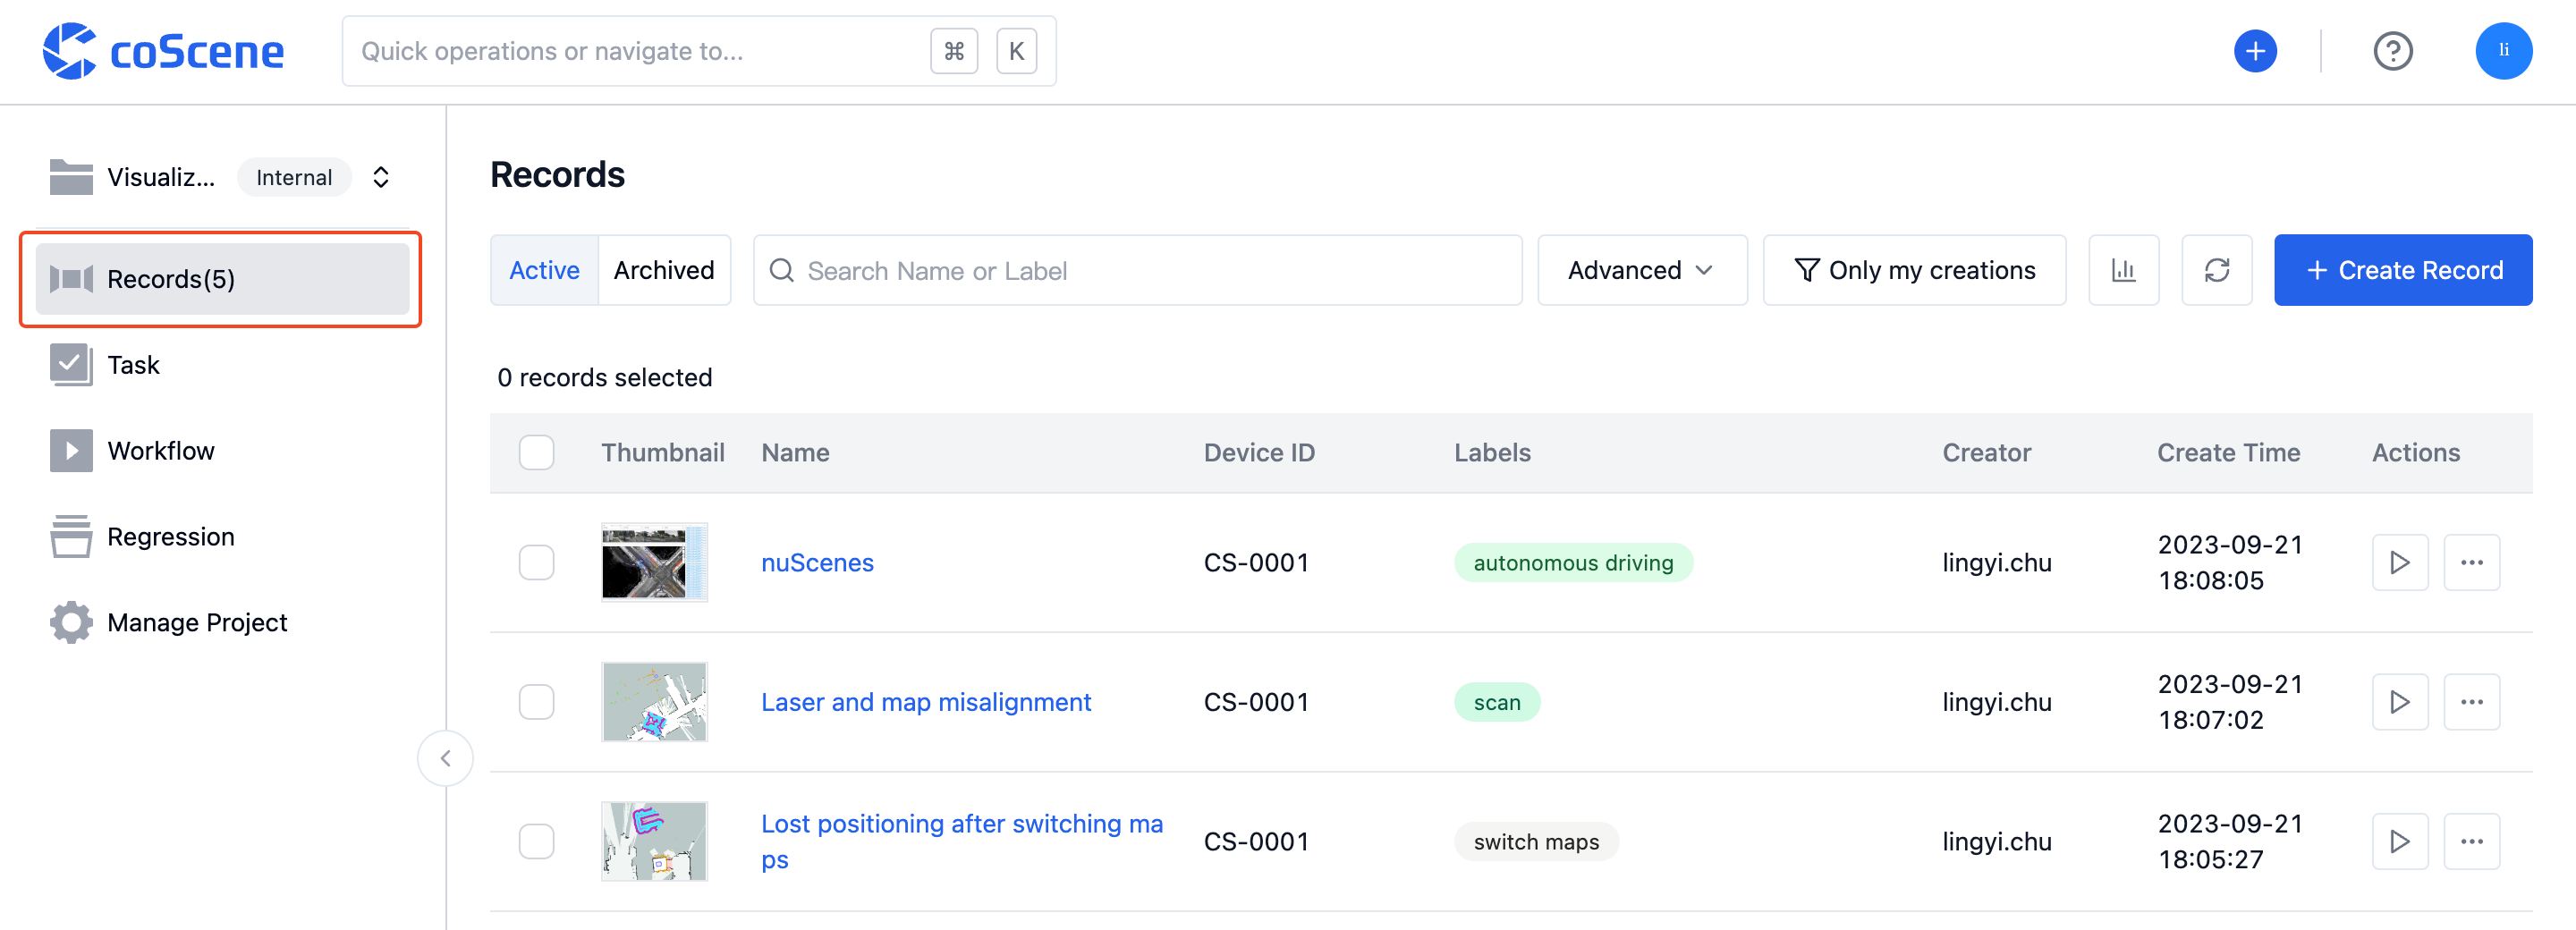 coScene
Quick operations or navigate to...
⌘ K
li
Visualiz...
Internal
Records(5)
Task
Workflow
Regression
Manage Project
Records
Active
Archived
Search Name or Label
Advanced
Only my creations
+ Create Record
0 records selected
Thumbnail Name Device ID Labels Creator Create Time Actions
nuScenes CS-0001 autonomous driving lingyi.chu 2023-09-21
18:08:05
Laser and map misalignment CS-0001 scan lingyi.chu 2023-09-21
18:07:02
Lost positioning after switching ma
ps
CS-0001 switch maps lingyi.chu 2023-09-21
18:05:27